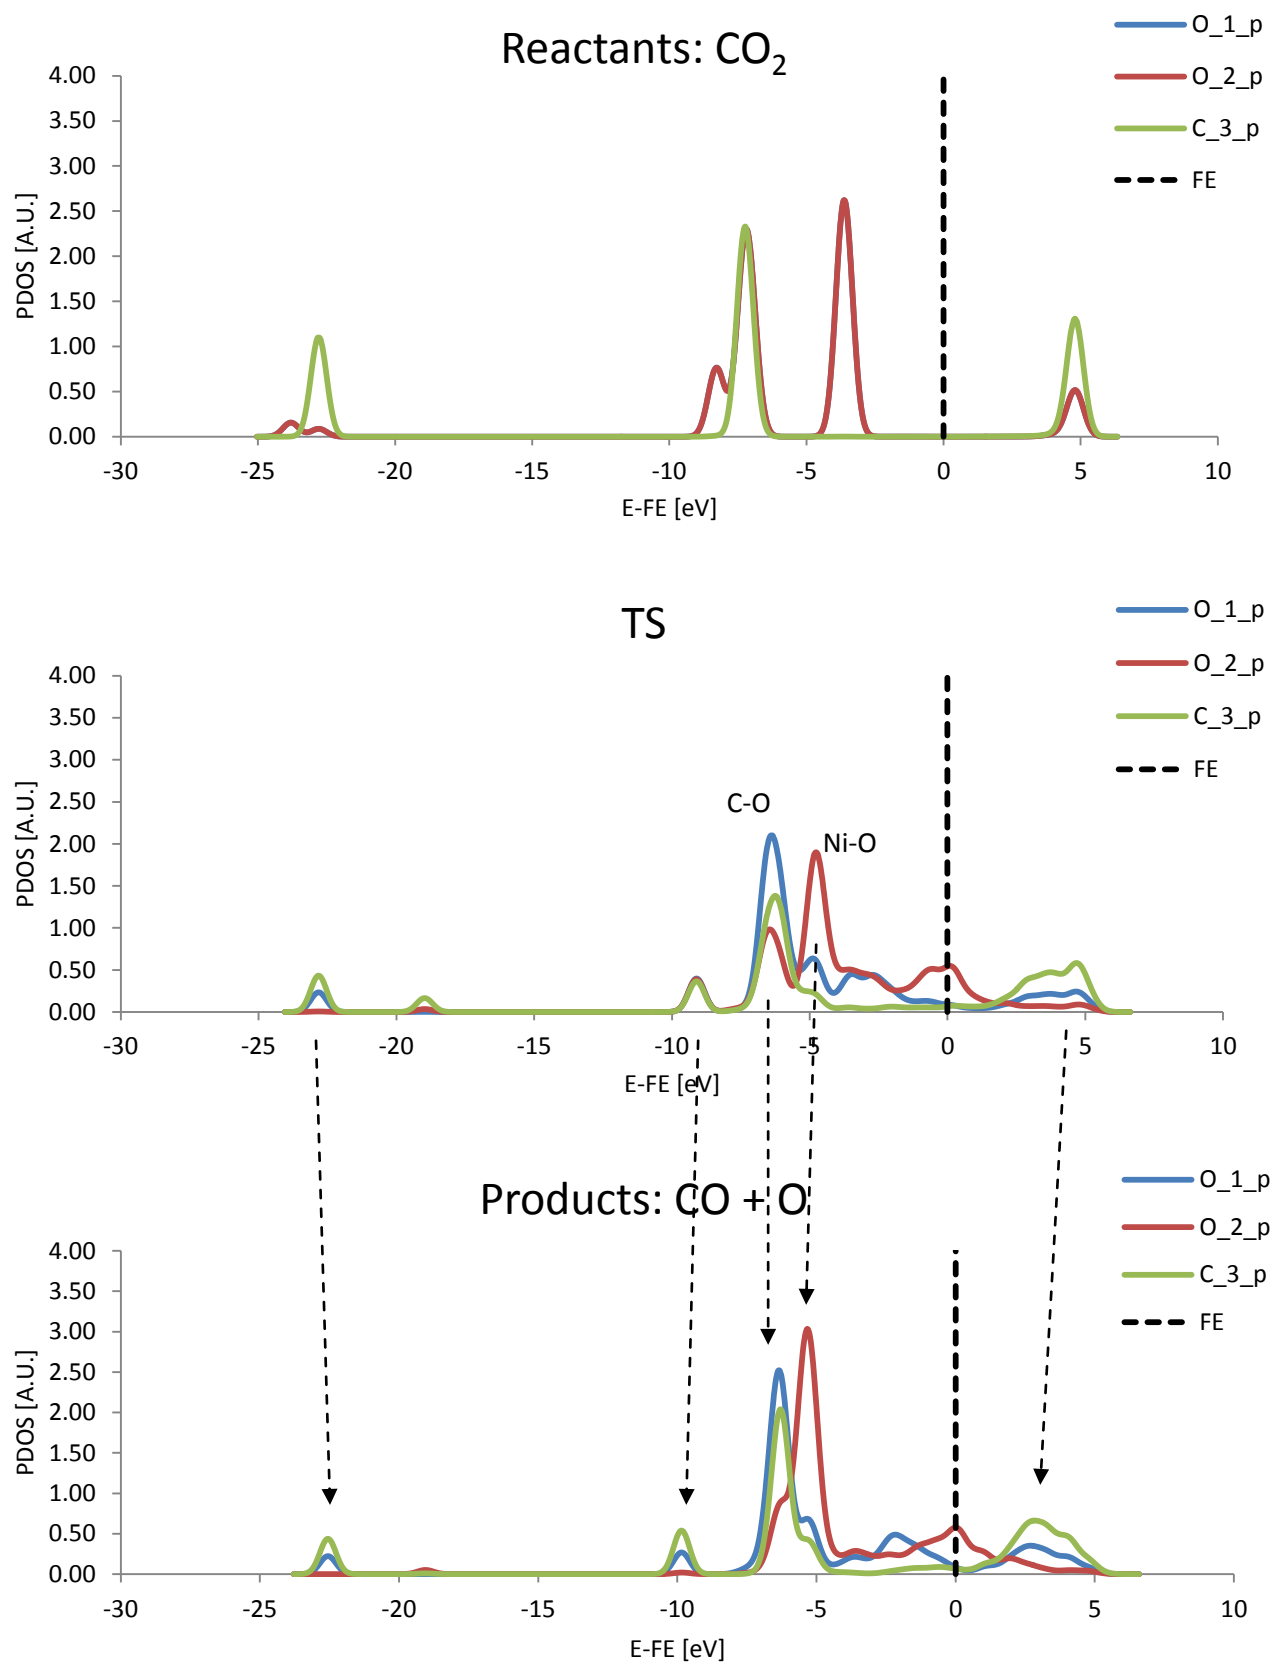 Reactants: CO2
O_1_p
O_2_p
C_3_p
FE
PDOS [A.U.]
4.00
3.50
3.00
2.50
2.00
1.50
1.00
0.50
0.00
-30 -25 -20 -15 -10 -5 0 5 10
E-FE [eV]
TS
O_1_p
O_2_p
C_3_p
FE
PDOS [A.U.]
4.00
3.50
3.00
2.50
2.00
1.50
1.00
0.50
0.00
C-O
Ni-O
-30 -25 -20 -15 -10 -5 0 5 10
E-FE [eV]
Products: CO + O
O_1_p
O_2_p
C_3_p
FE
PDOS [A.U.]
4.00
3.50
3.00
2.50
2.00
1.50
1.00
0.50
0.00
-30 -25 -20 -15 -10 -5 0 5 10
E-FE [eV]